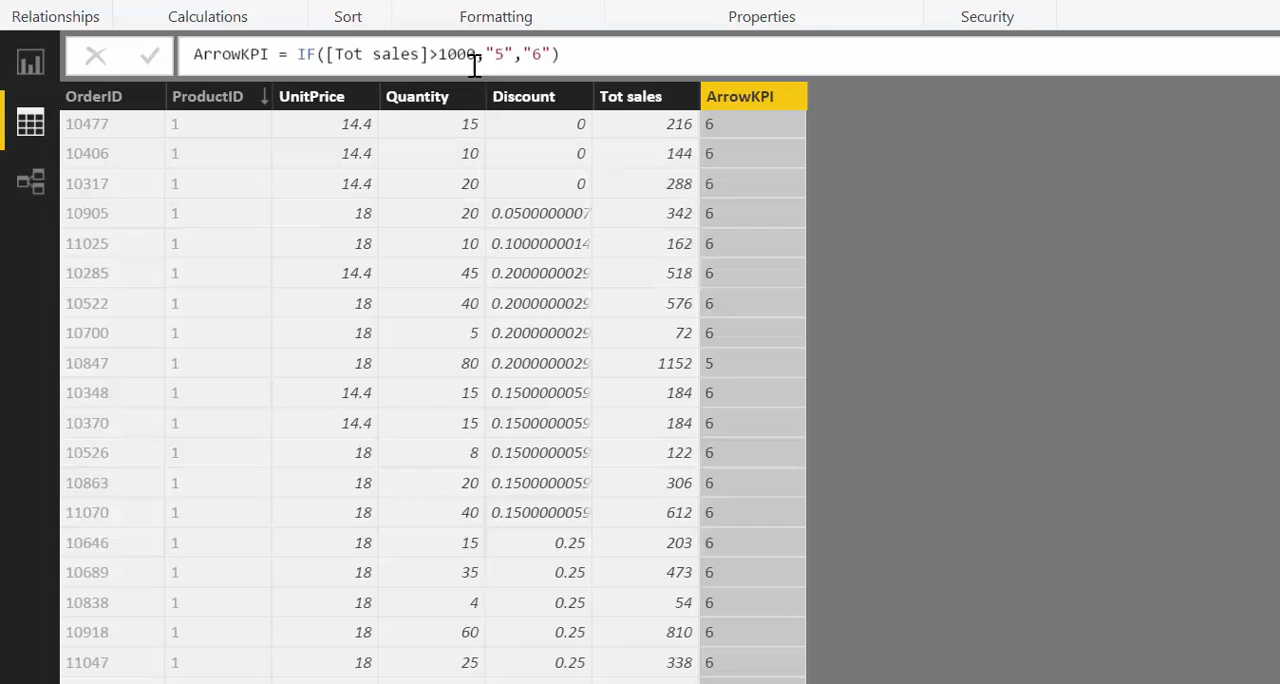 Relationships Calculations Sort Formatting Properties Security
ArrowKPI = IF([Tot sales]>1000,"5","6")
OrderID ProductID UnitPrice Quantity Discount Tot sales ArrowKPI
10477 1 14.4 15 0 216 6
10406 1 14.4 10 0 144 6
10317 1 14.4 20 0 288 6
10905 1 18 20 0.0500000007 342 6
11025 1 18 10 0.1000000014 162 6
10285 1 14.4 45 0.2000000029 518 6
10522 1 18 40 0.2000000029 576 6
10700 1 18 5 0.2000000029 72 6
10847 1 18 80 0.2000000029 1152 5
10348 1 14.4 15 0.1500000059 184 6
10370 1 14.4 15 0.1500000059 184 6
10526 1 18 8 0.1500000059 122 6
10863 1 18 20 0.1500000059 306 6
11070 1 18 40 0.1500000059 612 6
10646 1 18 15 0.25 203 6
10689 1 18 35 0.25 473 6
10838 1 18 4 0.25 54 6
10918 1 18 60 0.25 810 6
11047 1 18 25 0.25 338 6